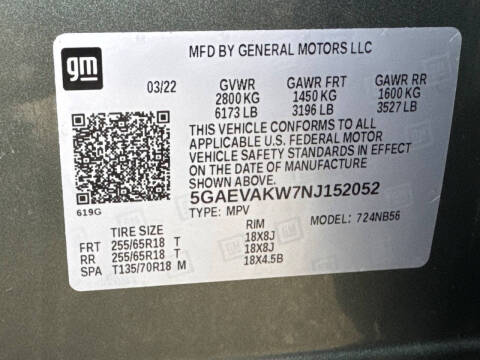 gm
MFD BY GENERAL MOTORS LLC
03/22 GVWR GAWR FRT GAWR RR
2800 KG 1450 KG 1600 KG
6173 LB 3196 LB 3527 LB
THIS VEHICLE CONFORMS TO ALL
APPLICABLE U.S. FEDERAL MOTOR
VEHICLE SAFETY STANDARDS IN EFFECT
ON THE DATE OF MANUFACTURE
SHOWN ABOVE.
619G
5GAEVAKW7NJ152052
TYPE: MPV MODEL: 724NB56
TIRE SIZE RIM
FRT 255/65R18 T 18X8J
RR 255/65R18 T 18X8J
SPA T135/70R18 M 18X4.5B